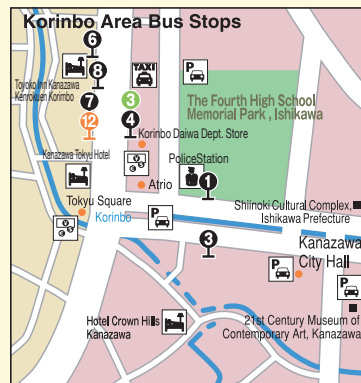 Korinbo Area Bus Stops
6
8
7
12
TAXI
3
4
P
Toyoko Inn Kanazawa
Kenrokuen Korimbo
The Fourth High School
Memorial Park , Ishikawa
Korinbo Daiwa Dept. Store
Kanazawa Tokyu Hotel
PoliceStation
Atrio
1
Tokyu Square
Korinbo
P
Shiinoki Cultural Complex,
Ishikawa Prefecture
3
Kanazawa
City Hall
P
P
Hotel Crown Hills
Kanazawa
21st Century Museum of
Contemporary Art, Kanazawa